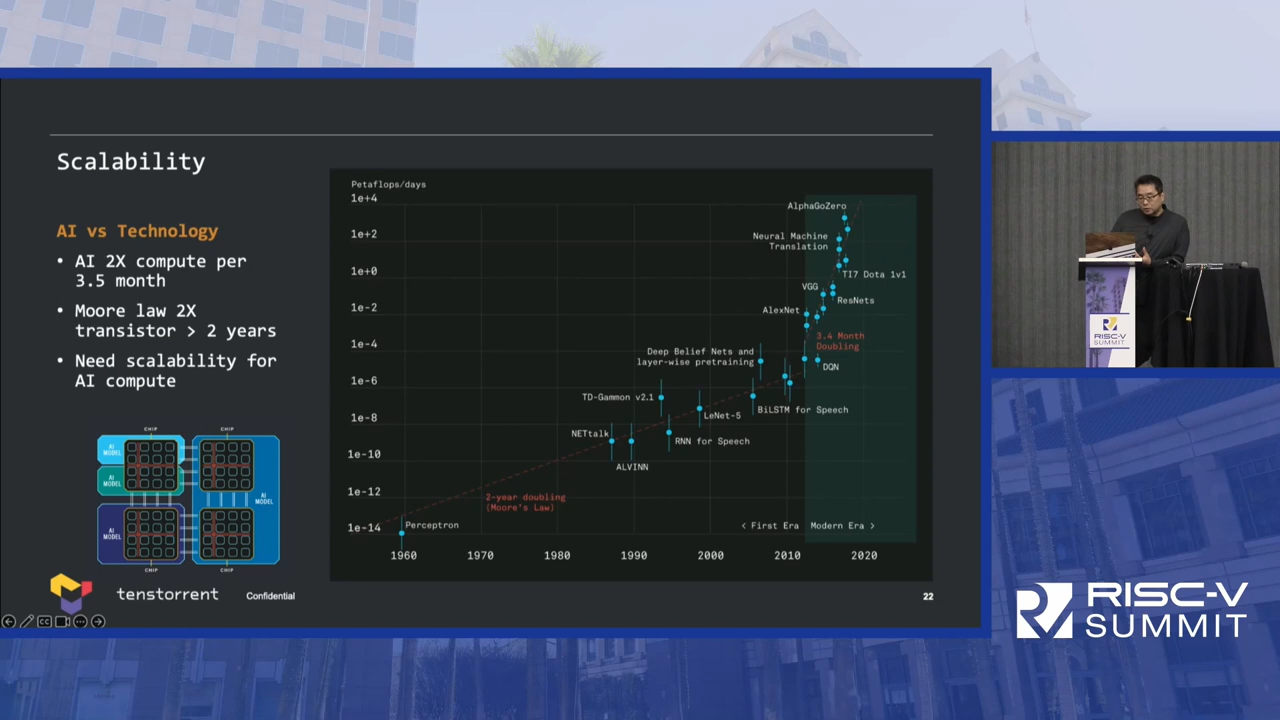 Scalability
AI vs Technology
• AI 2X compute per
3.5 month
• Moore law 2X
transistor > 2 years
• Need scalability for
AI compute
CHIP
CHIP
AI
MODEL
AI
MODEL
AI
MODEL
AI
MODEL
CHIP
CHIP
tenstorrent
Confidential
22
CC
Petaflops/days
1e+4
1e+2
1e+0
1e-2
1e-4
1e-6
1e-8
1e-10
1e-12
1e-14
AlphaGoZero
Neural Machine
Translation
TI7 Dota 1v1
VGG
ResNets
AlexNet
3.4 Month
Doubling
Deep Belief Nets and
layer-wise pretraining
DQN
TD-Gammon v2.1
BiLSTM for Speech
LeNet-5
NETtalk
RNN for Speech
ALVINN
2-year doubling
(Moore's Law)
Perceptron
< First Era
Modern Era >
1960
1970
1980
1990
2000
2010
2020
RISC-V
SUMMIT
RISC-V
SUMMIT